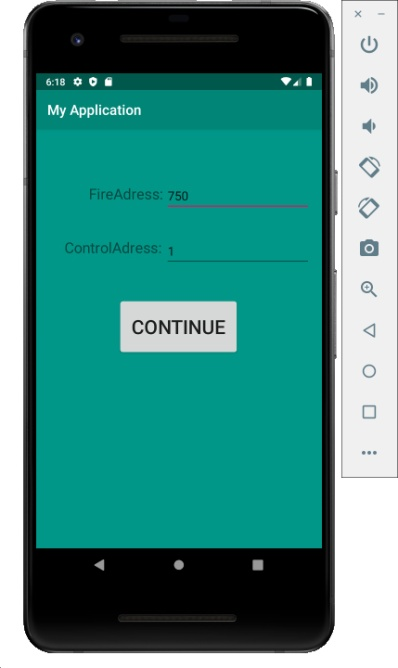 6:18
My Application
FireAdress: 750
ControlAdress: 1
CONTINUE